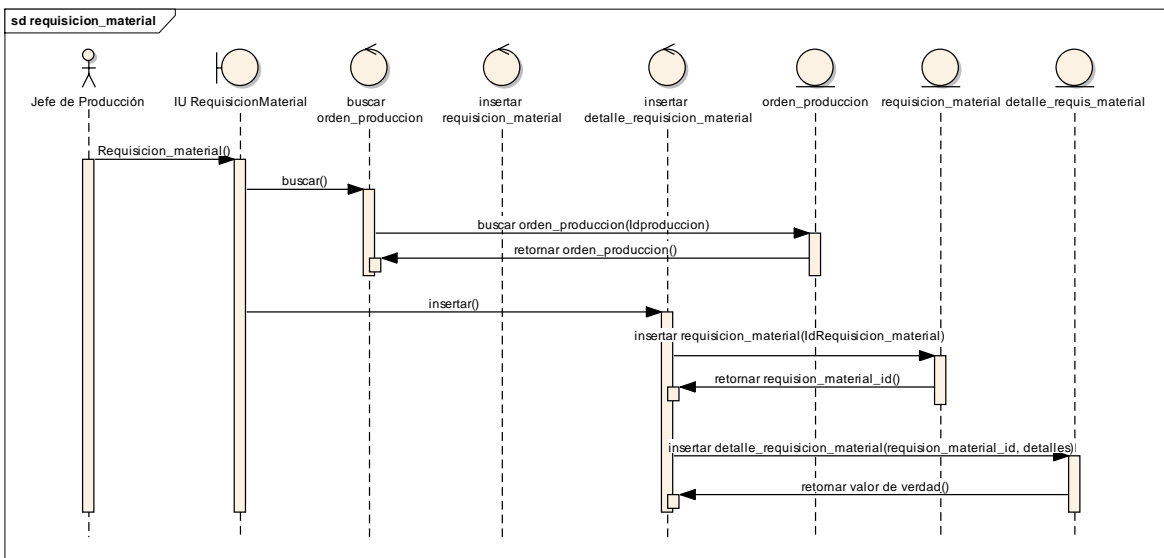 sd requisicion_material
Jefe de Producción
IU RequisicionMaterial
buscar
orden_produccion
insertar
requisicion_material
insertar
detalle_requisicion_material
orden_produccion
requisicion_material
detalle_requis_material
Requisicion_material()
buscar()
buscar orden_produccion(Idproduccion)
retornar orden_produccion()
insertar()
insertar requisicion_material(IdRequisicion_material)
retornar requision_material_id()
insertar detalle_requisicion_material(requision_material_id, detalles)
retornar valor de verdad()